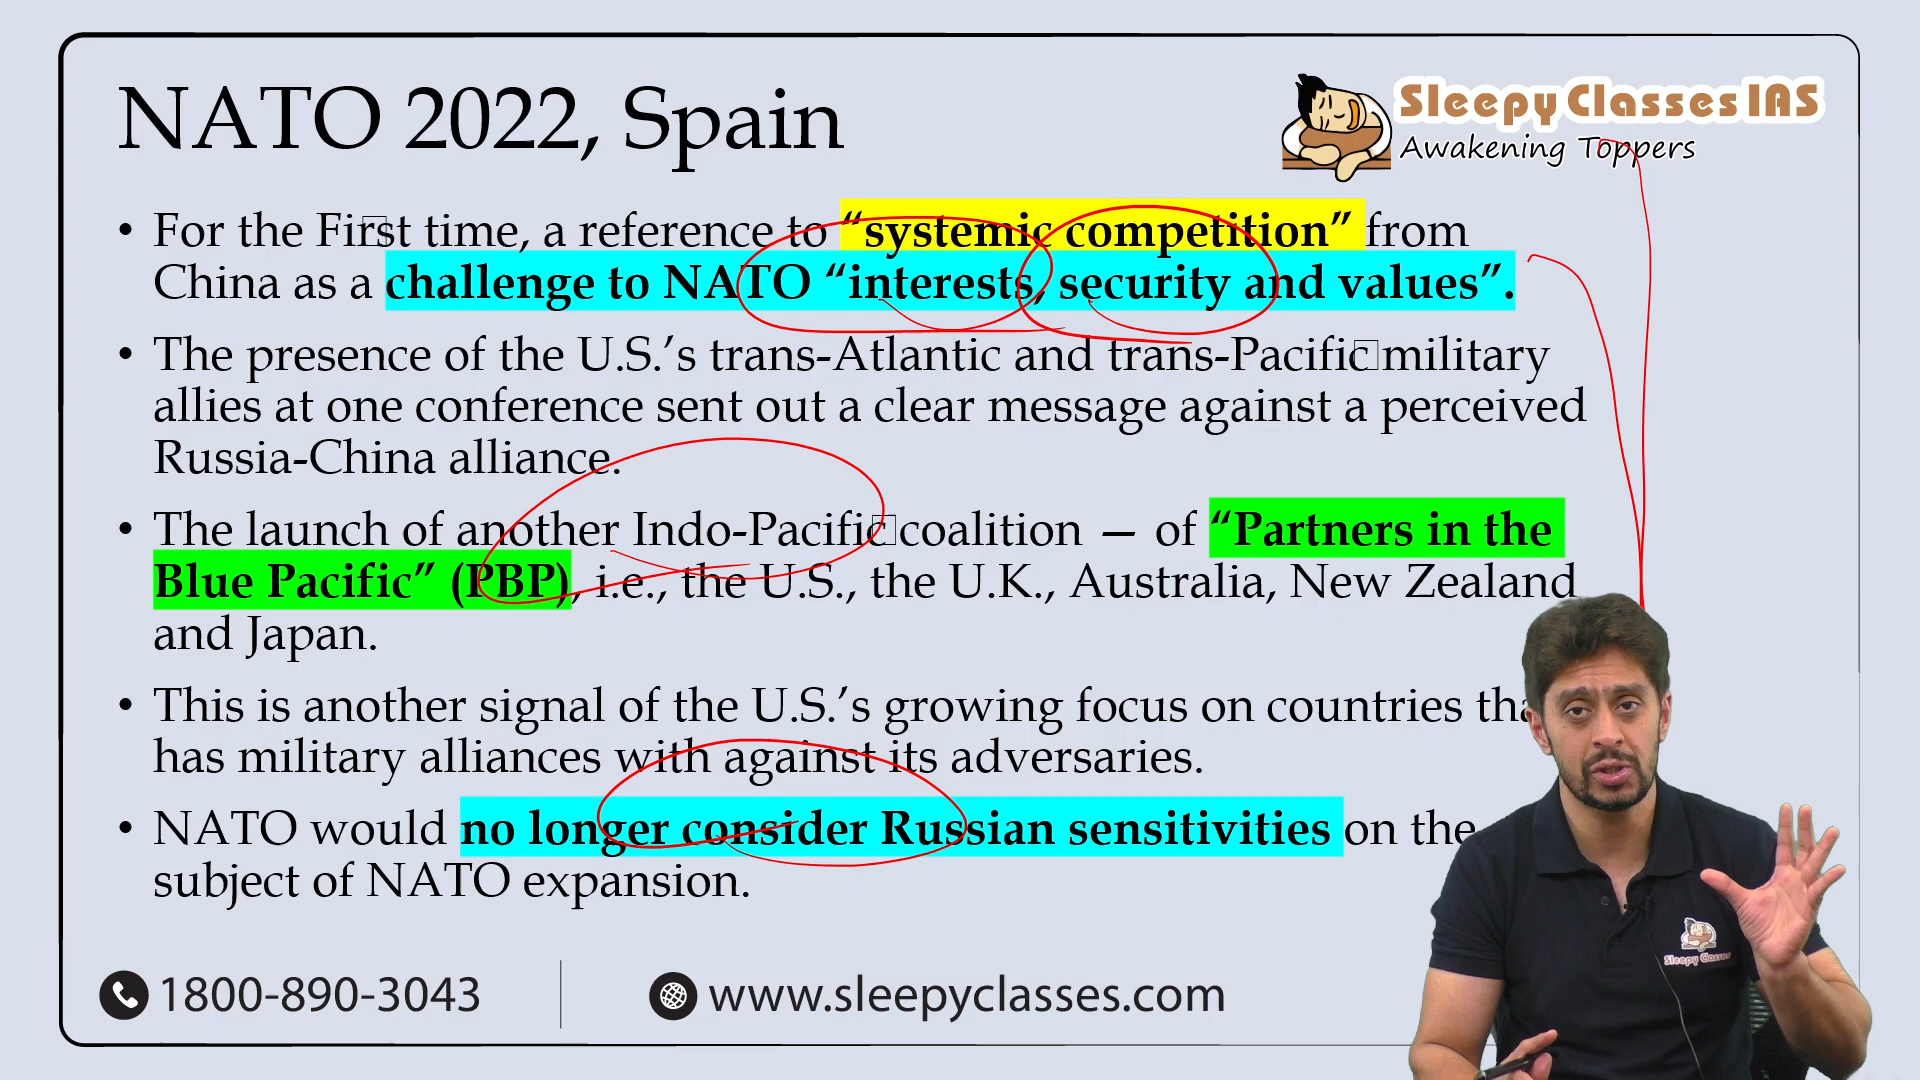 NATO 2022, Spain
Sleepy Classes IAS
Awakening Toppers
• For the First time, a reference to “systemic competition” from
China as a challenge to NATO “interests, security and values”.
• The presence of the U.S.’s trans-Atlantic and trans-Pacific military
allies at one conference sent out a clear message against a perceived
Russia-China alliance.
• The launch of another Indo-Pacific coalition — of “Partners in the
Blue Pacific” (PBP), i.e., the U.S., the U.K., Australia, New Zealand
and Japan.
• This is another signal of the U.S.’s growing focus on countries tha
has military alliances with against its adversaries.
• NATO would no longer consider Russian sensitivities on the
subject of NATO expansion.
1800-890-3043
www.sleepyclasses.com
Sleepy Classes